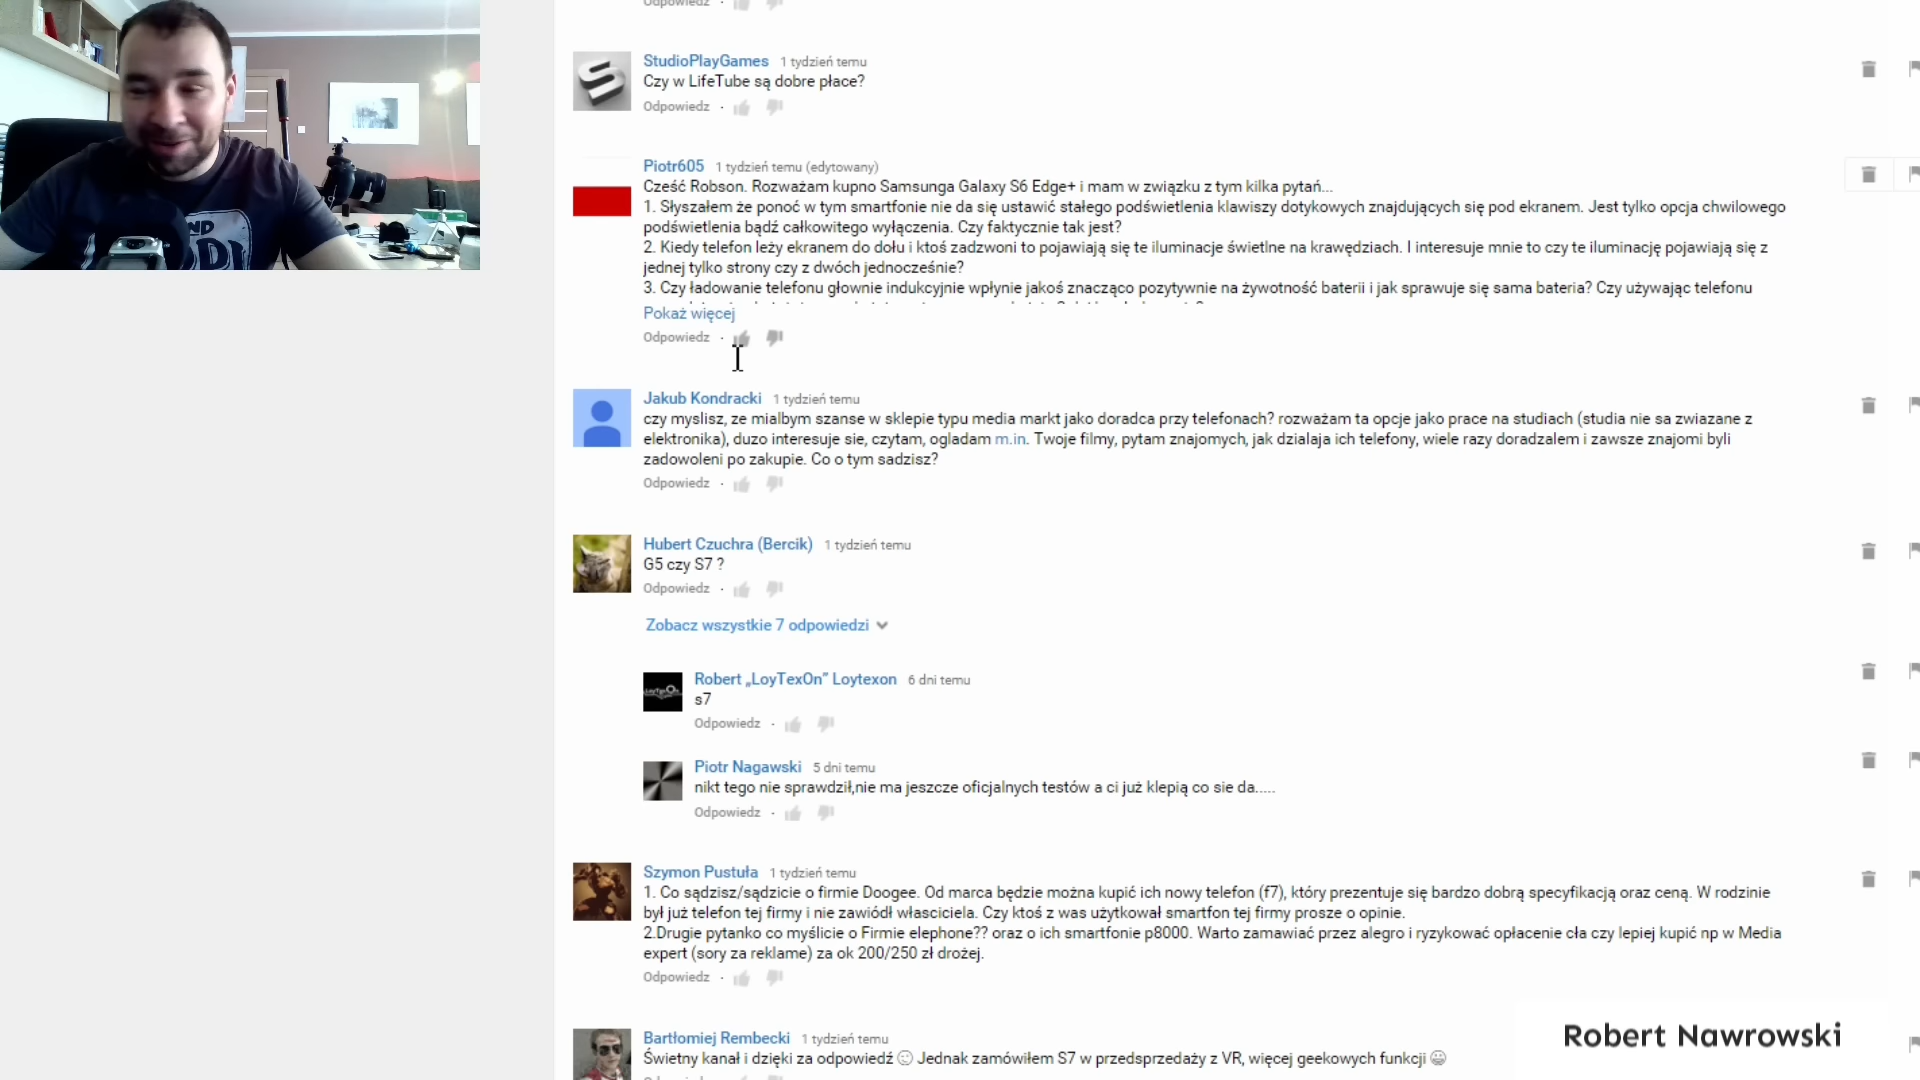 Odpowiedz ·
StudioPlayGames 1 tydzień temu
Czy w LifeTube są dobre płace?
Odpowiedz ·
Piotr605 1 tydzień temu (edytowany)
Cześć Robson. Rozważam kupno Samsunga Galaxy S6 Edge+ i mam w związku z tym kilka pytań...
1. Słyszałem że ponoć w tym smartfonie nie da się ustawić stałego podświetlenia klawiszy dotykowych znajdujących się pod ekranem. Jest tylko opcja chwilowego
podświetlenia bądź całkowitego wyłączenia. Czy faktycznie tak jest?
2. Kiedy telefon leży ekranem do dołu i ktoś zadzwoni to pojawiają się te iluminacje świetlne na krawędziach. I interesuje mnie to czy te iluminację pojawiają się z
jednej tylko strony czy z dwóch jednocześnie?
3. Czy ładowanie telefonu głownie indukcyjnie wpłynie jakoś znacząco pozytywnie na żywotność baterii i jak sprawuje się sama bateria? Czy używając telefonu
Pokaż więcej
Odpowiedz ·
Jakub Kondracki 1 tydzień temu
czy myslisz, ze mialbym szanse w sklepie typu media markt jako doradca przy telefonach? rozważam ta opcje jako prace na studiach (studia nie sa zwiazane z
elektronika), duzo interesuje sie, czytam, ogladam m.in. Twoje filmy, pytam znajomych, jak dzialaja ich telefony, wiele razy doradzalem i zawsze znajomi byli
zadowoleni po zakupie. Co o tym sadzisz?
Odpowiedz ·
Hubert Czuchra (Bercik) 1 tydzień temu
G5 czy S7 ?
Odpowiedz ·
Zobacz wszystkie 7 odpowiedzi
Robert „LoyTexOn” Loytexon 6 dni temu
s7
Odpowiedz ·
Piotr Nagawski 5 dni temu
nikt tego nie sprawdził,nie ma jeszcze oficjalnych testów a ci już klepią co sie da.....
Odpowiedz ·
Szymon Pustuła 1 tydzień temu
1. Co sądzisz/sądzicie o firmie Doogee. Od marca będzie można kupić ich nowy telefon (f7), który prezentuje się bardzo dobrą specyfikacją oraz ceną. W rodzinie
był już telefon tej firmy i nie zawiódł własciciela. Czy ktoś z was użytkował smartfon tej firmy prosze o opinie.
2.Drugie pytanko co myślicie o Firmie elephone?? oraz o ich smartfonie p8000. Warto zamawiać przez alegro i ryzykować opłacenie cła czy lepiej kupić np w Media
expert (sory za reklame) za ok 200/250 zł drożej.
Odpowiedz ·
Bartłomiej Rembecki 1 tydzień temu
Świetny kanał i dzięki za odpowiedź 🙂 Jednak zamówiłem S7 w przedsprzedaży z VR, więcej geekowych funkcji 😀
Robert Nawrowski